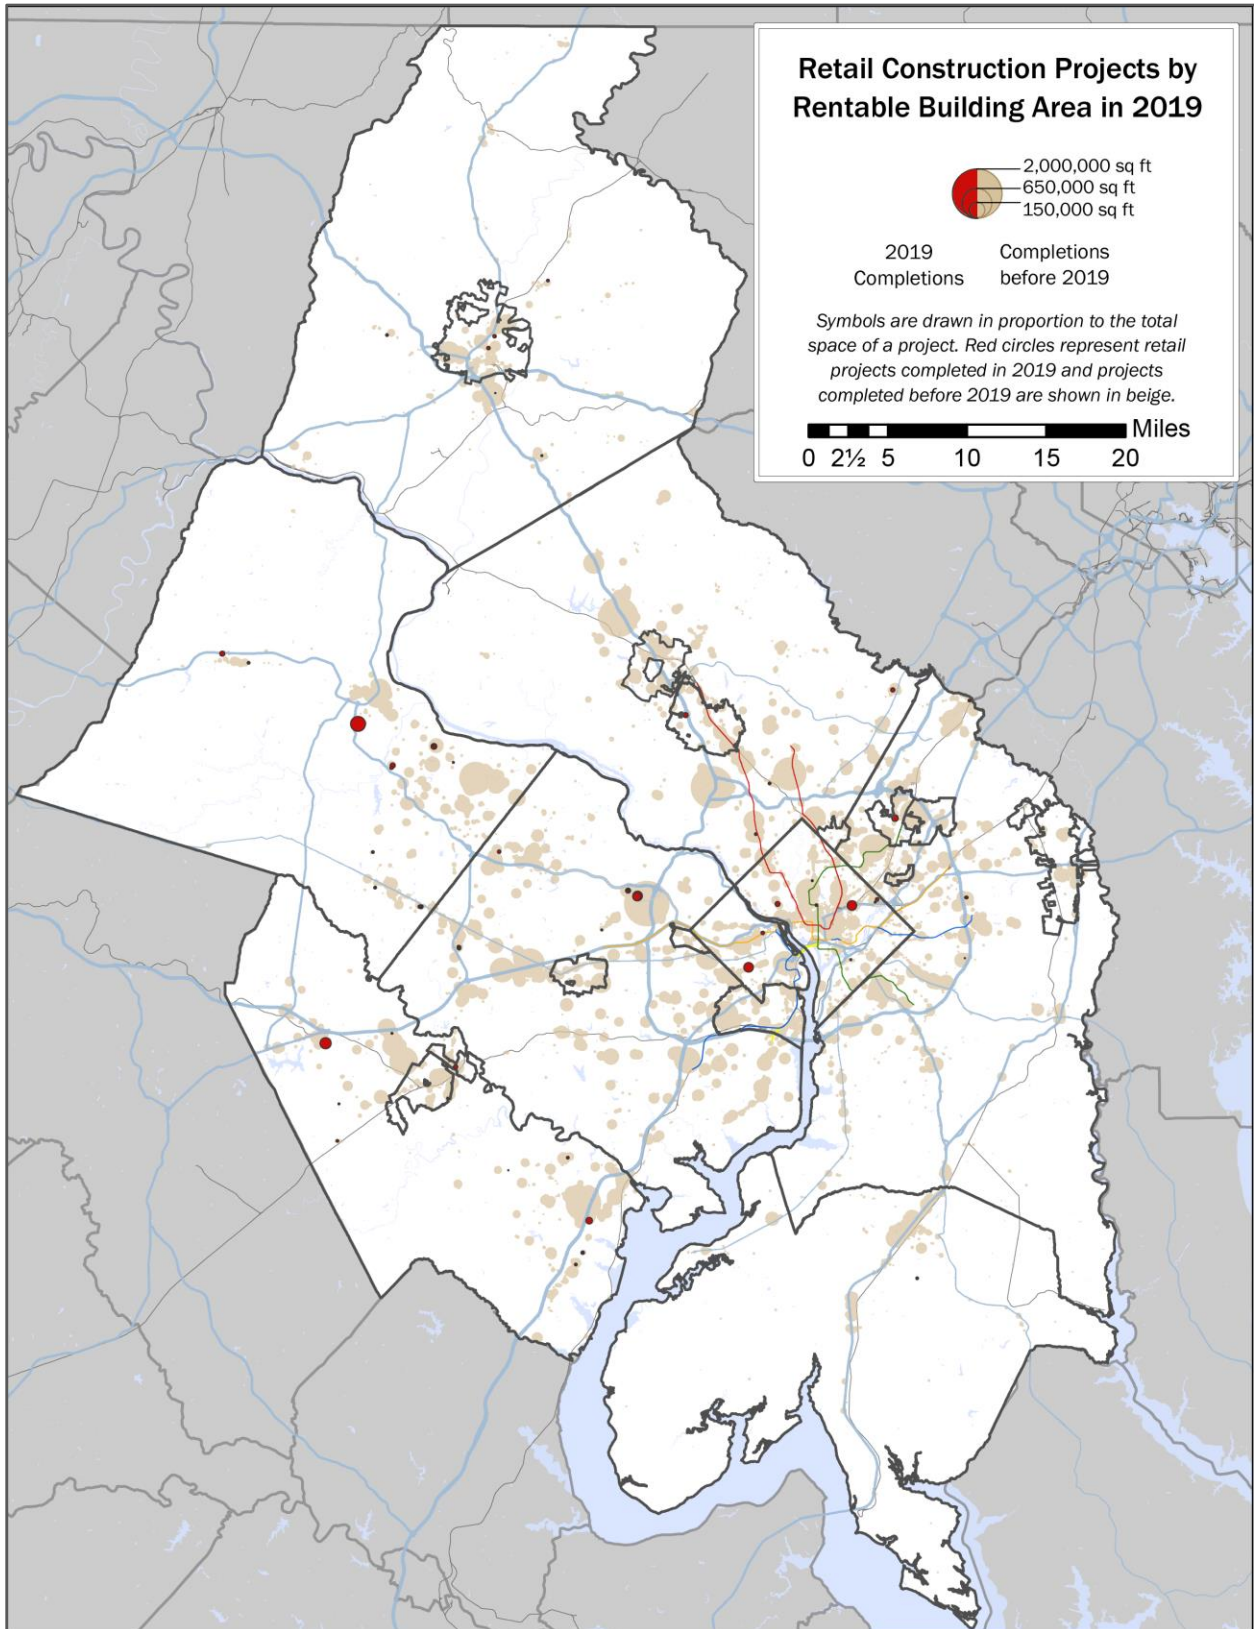 Retail Construction Projects by
Rentable Building Area in 2019
2,000,000 sq ft
650,000 sq ft
150,000 sq ft
2019
Completions
Completions
before 2019
Symbols are drawn in proportion to the total
space of a project. Red circles represent retail
projects completed in 2019 and projects
completed before 2019 are shown in beige.
Miles
0 2½ 5 10 15 20